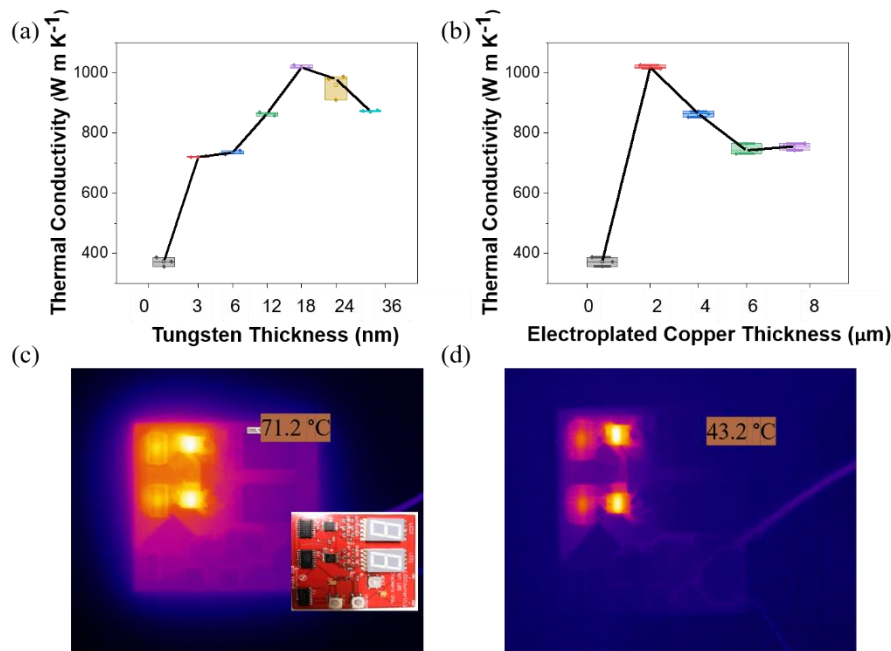 (a)
Thermal Conductivity (W m K⁻¹)
1000
800
600
400
0 3 6 12 18 24 36
Tungsten Thickness (nm)
(b)
Thermal Conductivity (W m K⁻¹)
1000
800
600
400
0 2 4 6 8
Electroplated Copper Thickness (μm)
(c)
71.2 °C
(d)
43.2 °C